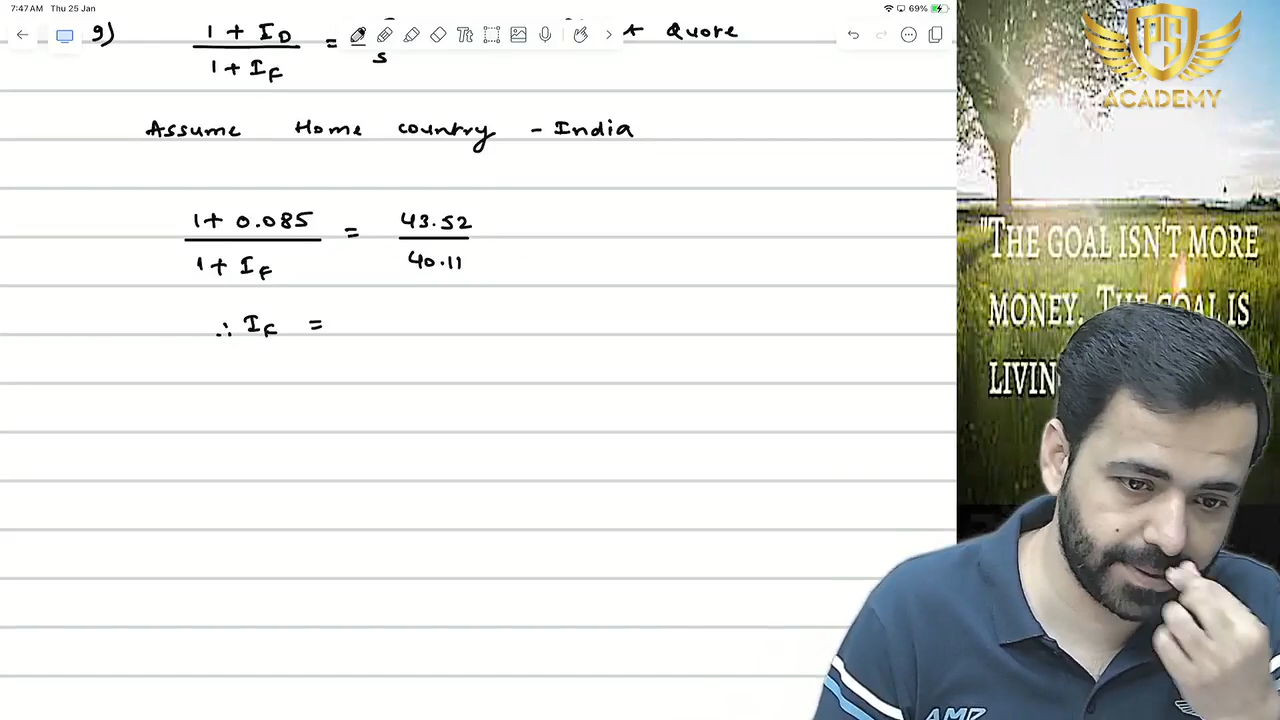 7:47 AM Thu 25 Jan
69%
9) 1 + I_D / 1 + I_F = / s Quote
Assume Home country - India
1 + 0.085 / 1 + I_F = 43.52 / 40.11
∴ I_F =
PS
ACADEMY
"THE GOAL ISN'T MORE
MONEY. THE GOAL IS
LIVIN